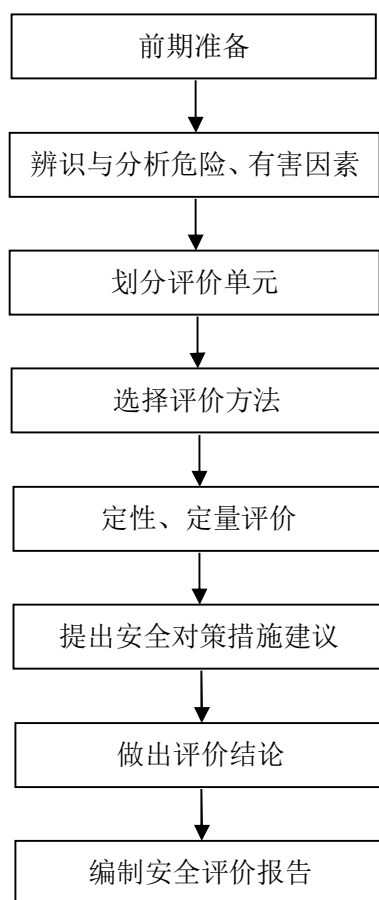 前期准备
辨识与分析危险、有害因素
划分评价单元
选择评价方法
定性、定量评价
提出安全对策措施建议
做出评价结论
编制安全评价报告